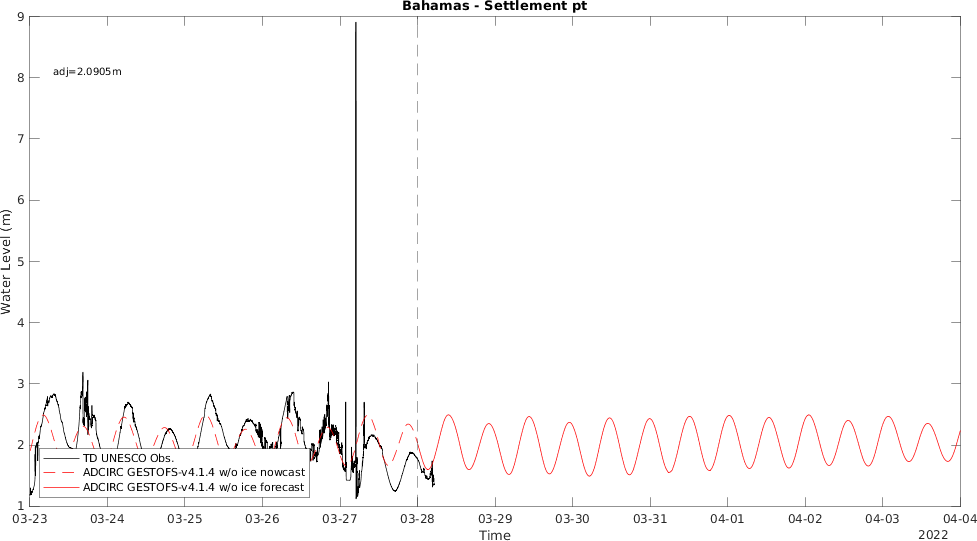 Bahamas - Settlement pt
9
8
7
6
5
4
3
2
1
adj=2.0905m
Water Level (m)
TD UNESCO Obs.
ADCIRC GESTOFS-v4.1.4 w/o ice nowcast
ADCIRC GESTOFS-v4.1.4 w/o ice forecast
03-23 03-24 03-25 03-26 03-27 03-28 03-29 03-30 03-31 04-01 04-02 04-03 04-04
Time
2022